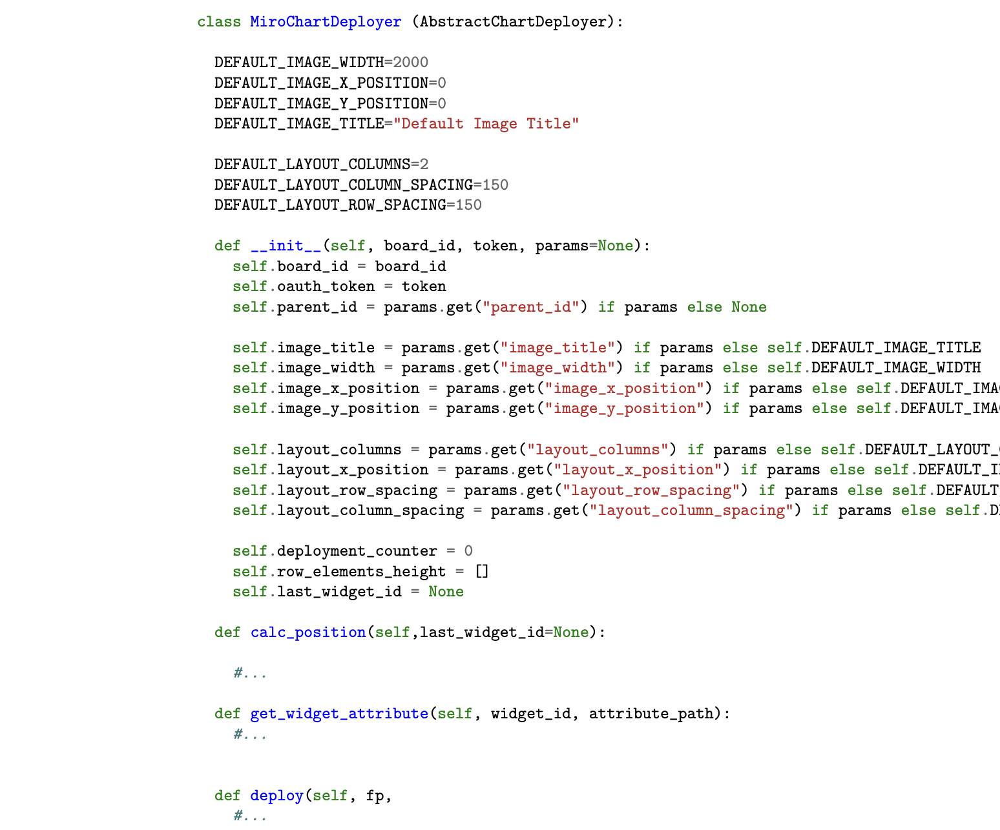 class MiroChartDeployer (AbstractChartDeployer):
DEFAULT_IMAGE_WIDTH=2000
DEFAULT_IMAGE_X_POSITION=0
DEFAULT_IMAGE_Y_POSITION=0
DEFAULT_IMAGE_TITLE="Default Image Title"
DEFAULT_LAYOUT_COLUMNS=2
DEFAULT_LAYOUT_COLUMN_SPACING=150
DEFAULT_LAYOUT_ROW_SPACING=150
def __init__(self, board_id, token, params=None):
self.board_id = board_id
self.oauth_token = token
self.parent_id = params.get("parent_id") if params else None
self.image_title = params.get("image_title") if params else self.DEFAULT_IMAGE_TITLE
self.image_width = params.get("image_width") if params else self.DEFAULT_IMAGE_WIDTH
self.image_x_position = params.get("image_x_position") if params else self.DEFAULT_IMA
self.image_y_position = params.get("image_y_position") if params else self.DEFAULT_IMA
self.layout_columns = params.get("layout_columns") if params else self.DEFAULT_LAYOUT_
self.layout_x_position = params.get("layout_x_position") if params else self.DEFAULT_I
self.layout_row_spacing = params.get("layout_row_spacing") if params else self.DEFAULT_
self.layout_column_spacing = params.get("layout_column_spacing") if params else self.D
self.deployment_counter = 0
self.row_elements_height = []
self.last_widget_id = None
def calc_position(self,last_widget_id=None):
#...
def get_widget_attribute(self, widget_id, attribute_path):
#...
def deploy(self, fp,
#...